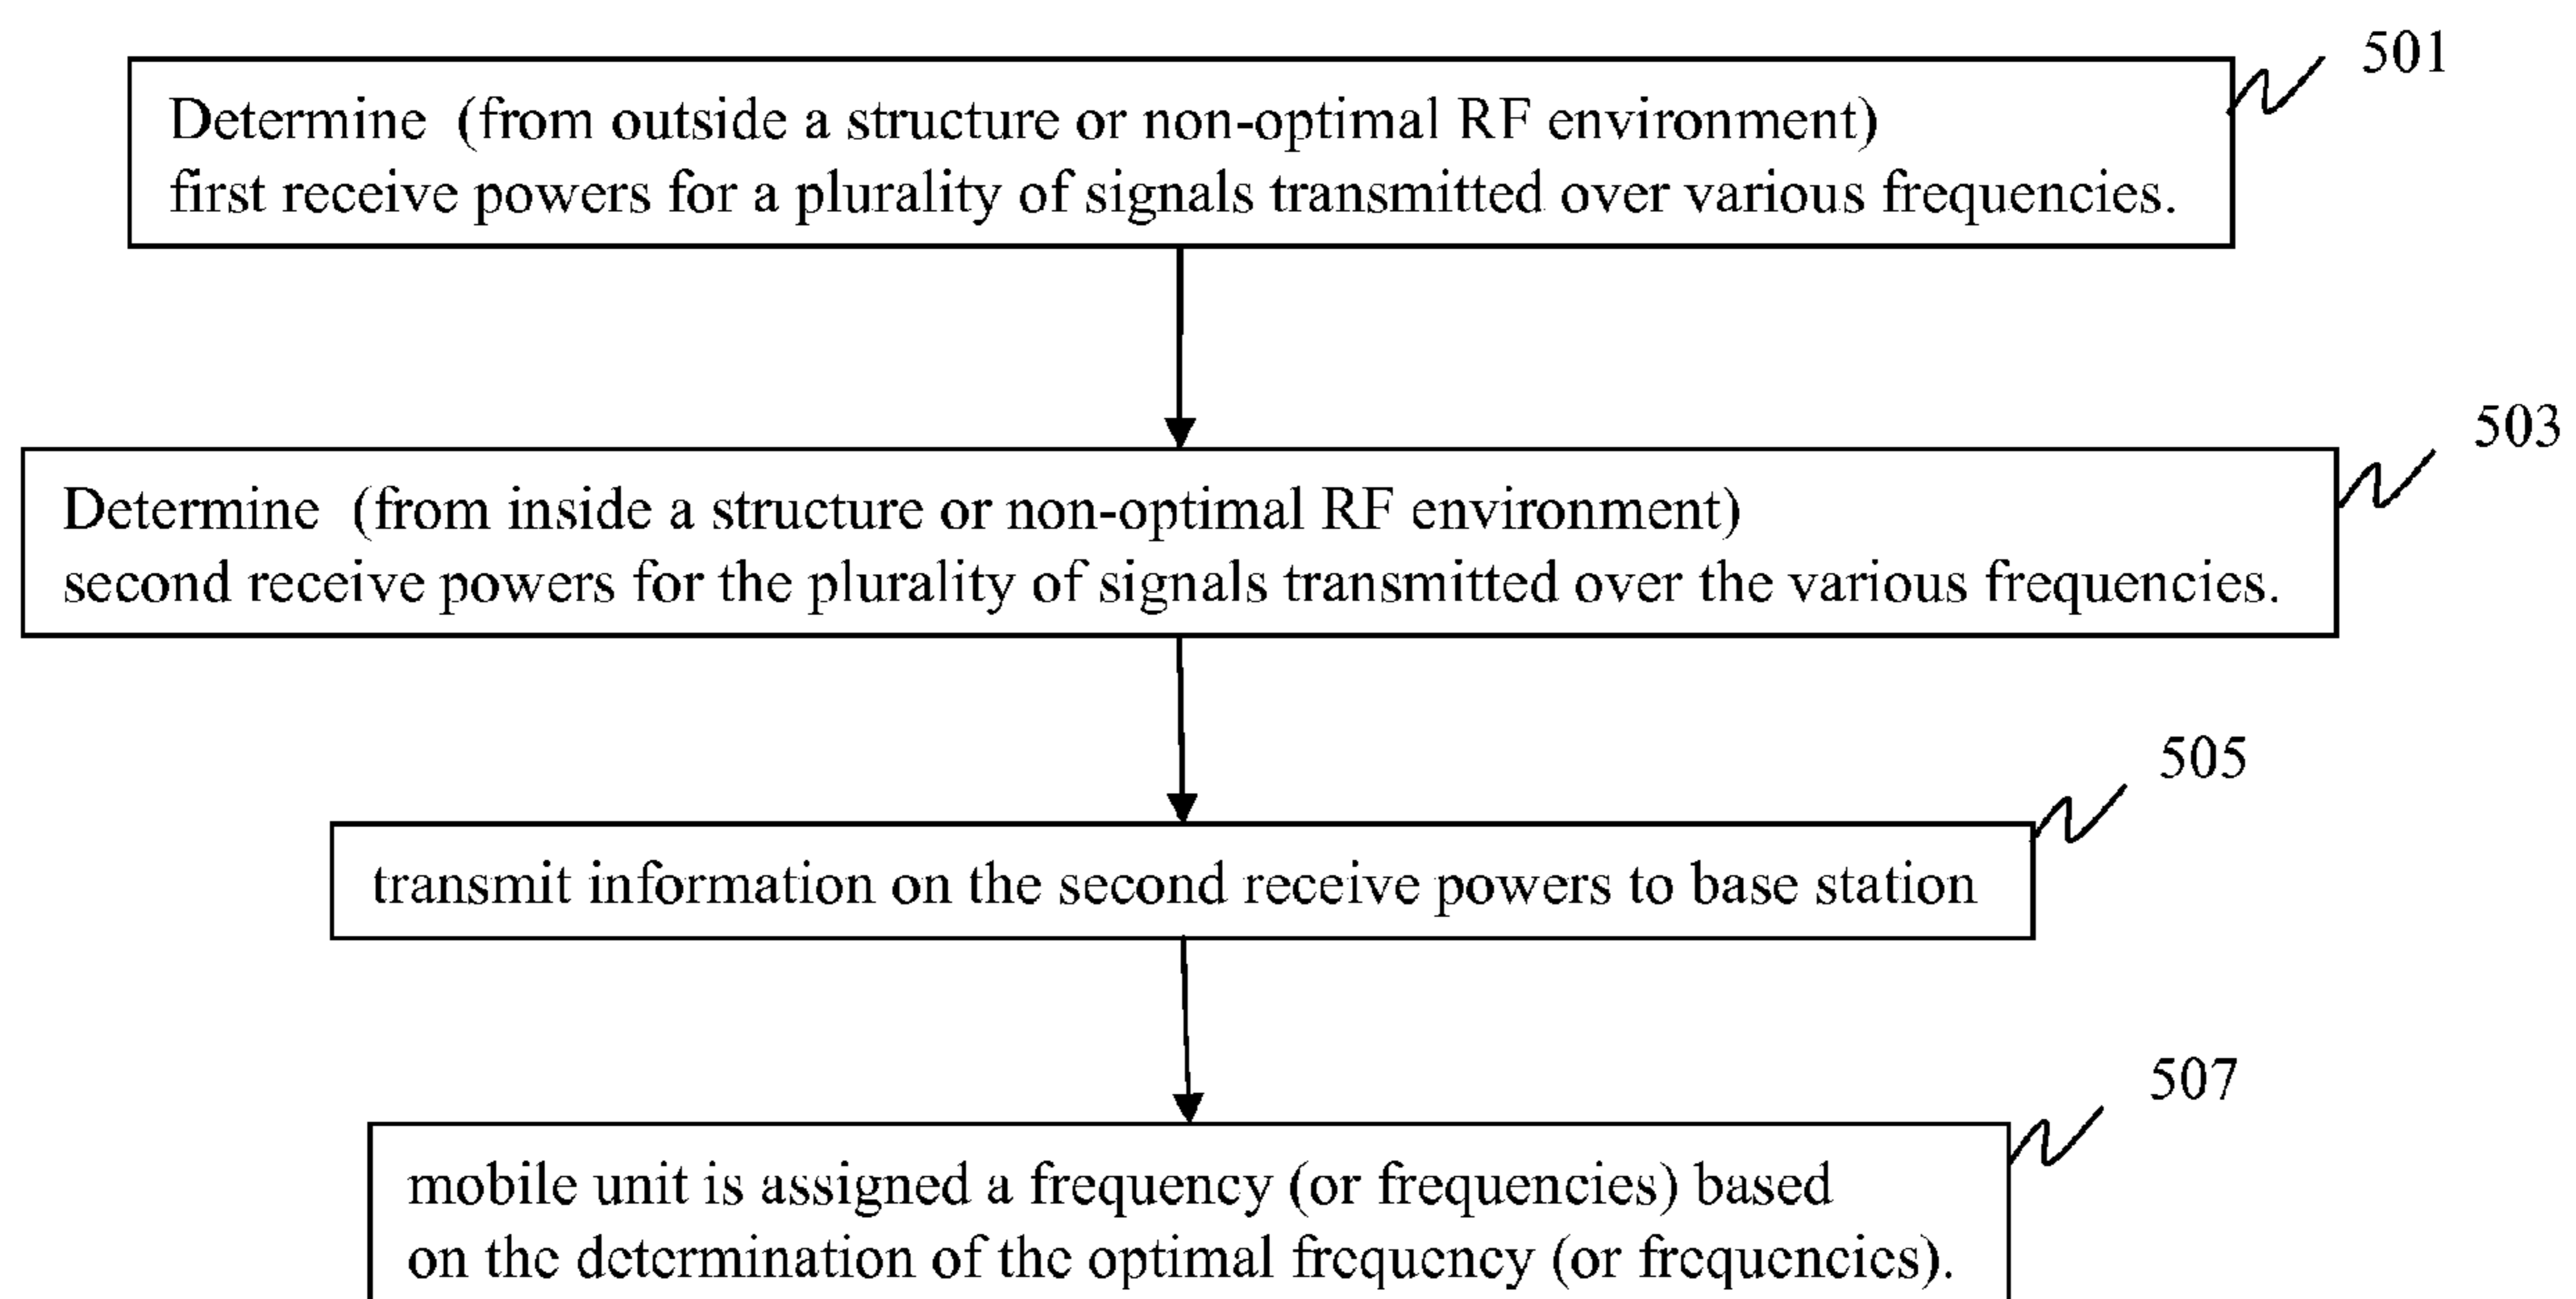 501
Determine (from outside a structure or non-optimal RF environment)
first receive powers for a plurality of signals transmitted over various frequencies.
503
Determine (from inside a structure or non-optimal RF environment)
second receive powers for the plurality of signals transmitted over the various frequencies.
505
transmit information on the second receive powers to base station
507
mobile unit is assigned a frequency (or frequencies) based
on the determination of the optimal frequency (or frequencies).